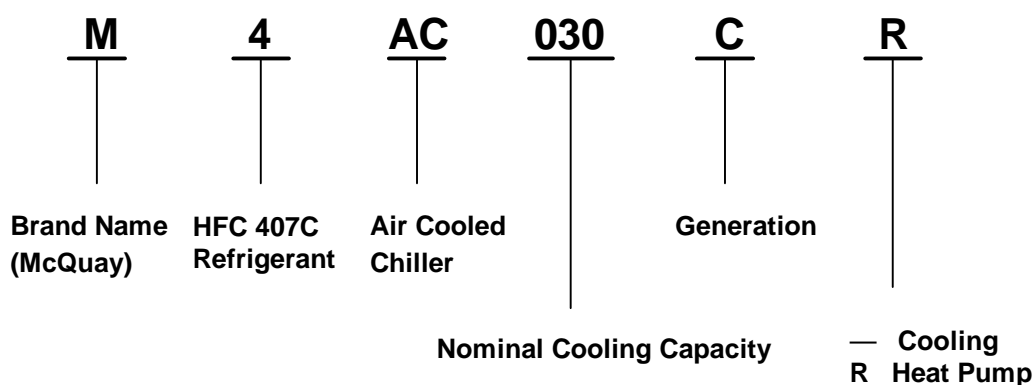 M 4 AC 030 C R
Brand Name
(McQuay)
HFC 407C
Refrigerant
Air Cooled
Chiller
Generation
Nominal Cooling Capacity
— Cooling
R Heat Pump